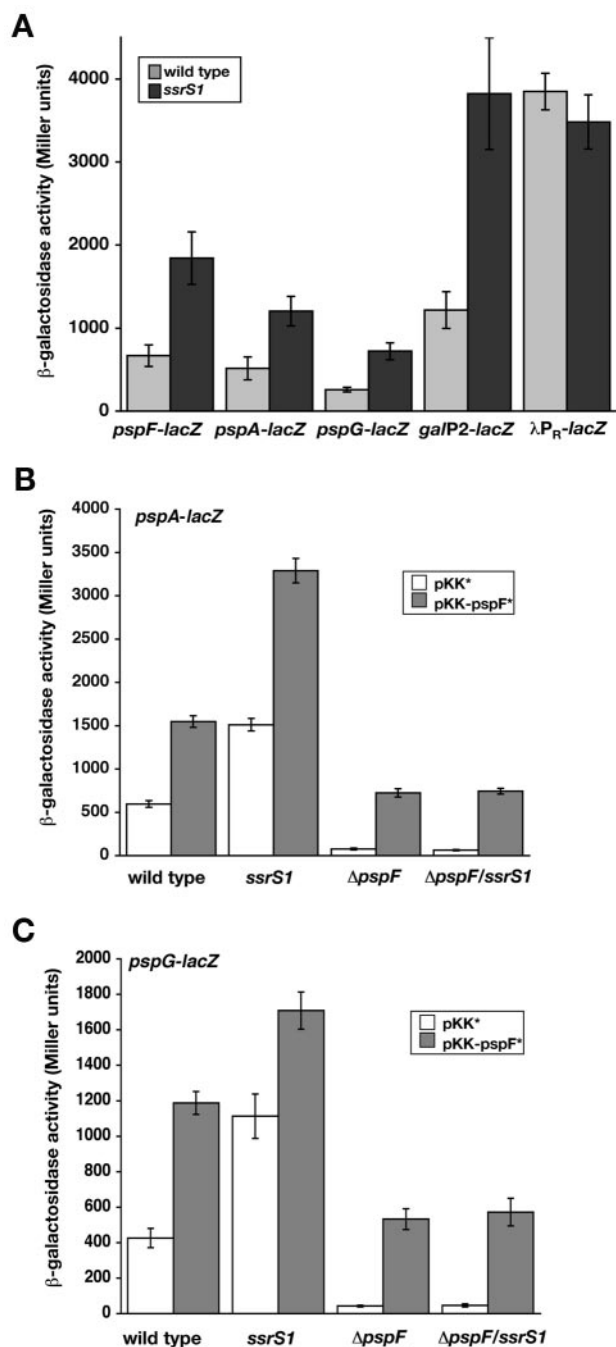 A
β-galactosidase activity (Miller units)
4000
3000
2000
1000
0
wild type
ssrS1
pspF-lacZ pspA-lacZ pspG-lacZ galP2-lacZ λPR-lacZ
B
β-galactosidase activity (Miller units)
pspA-lacZ
4000
3500
3000
2500
2000
1500
1000
500
0
pKK*
pKK-pspF*
wild type ssrS1 ΔpspF ΔpspF/ssrS1
C
β-galactosidase activity (Miller units)
pspG-lacZ
2000
1800
1600
1400
1200
1000
800
600
400
200
0
pKK*
pKK-pspF*
wild type ssrS1 ΔpspF ΔpspF/ssrS1